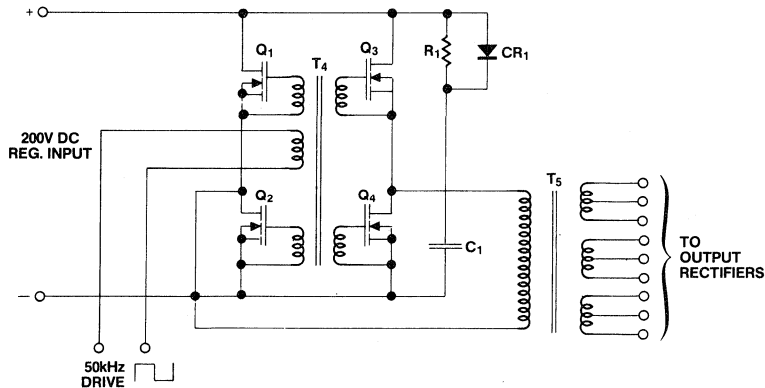 +
Q1
T4
Q3
R1
CR1
200V DC
REG. INPUT
Q2
Q4
C1
T5
TO
OUTPUT
RECTIFIERS
−
50kHz
DRIVE